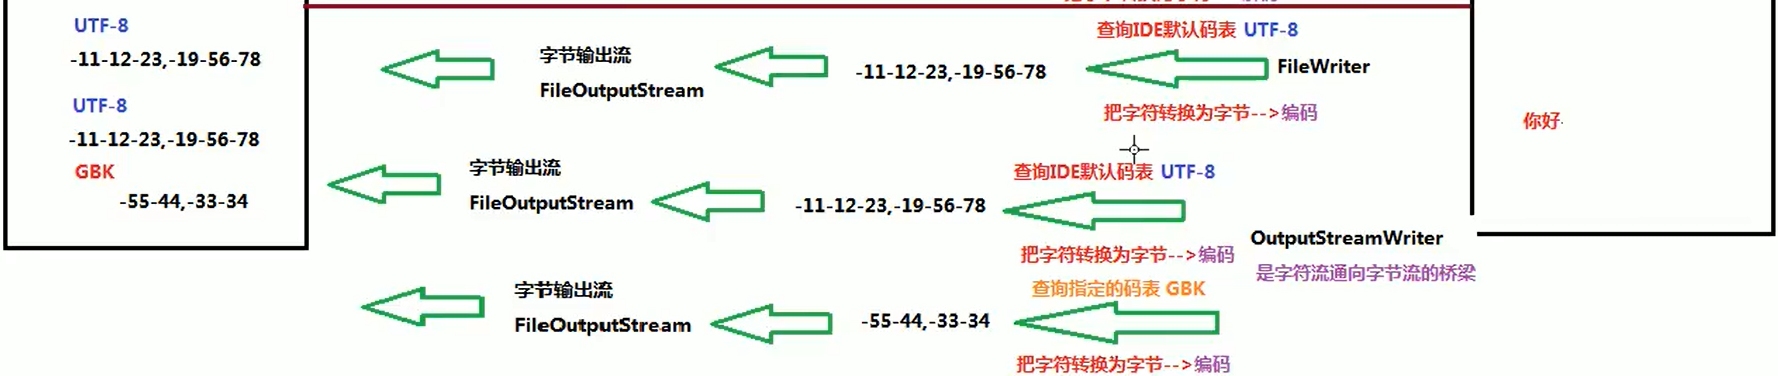 UTF-8
-11-12-23,-19-56-78
UTF-8
-11-12-23,-19-56-78
GBK
-55-44,-33-34
字节输出流
FileOutputStream
-11-12-23,-19-56-78
查询IDE默认码表 UTF-8
FileWriter
把字符转换为字节-->编码
字节输出流
FileOutputStream
-11-12-23,-19-56-78
查询IDE默认码表 UTF-8
把字符转换为字节-->编码
OutputStreamWriter
是字符流通向字节流的桥梁
字节输出流
FileOutputStream
-55-44,-33-34
查询指定的码表 GBK
把字符转换为字节-->编码
你好